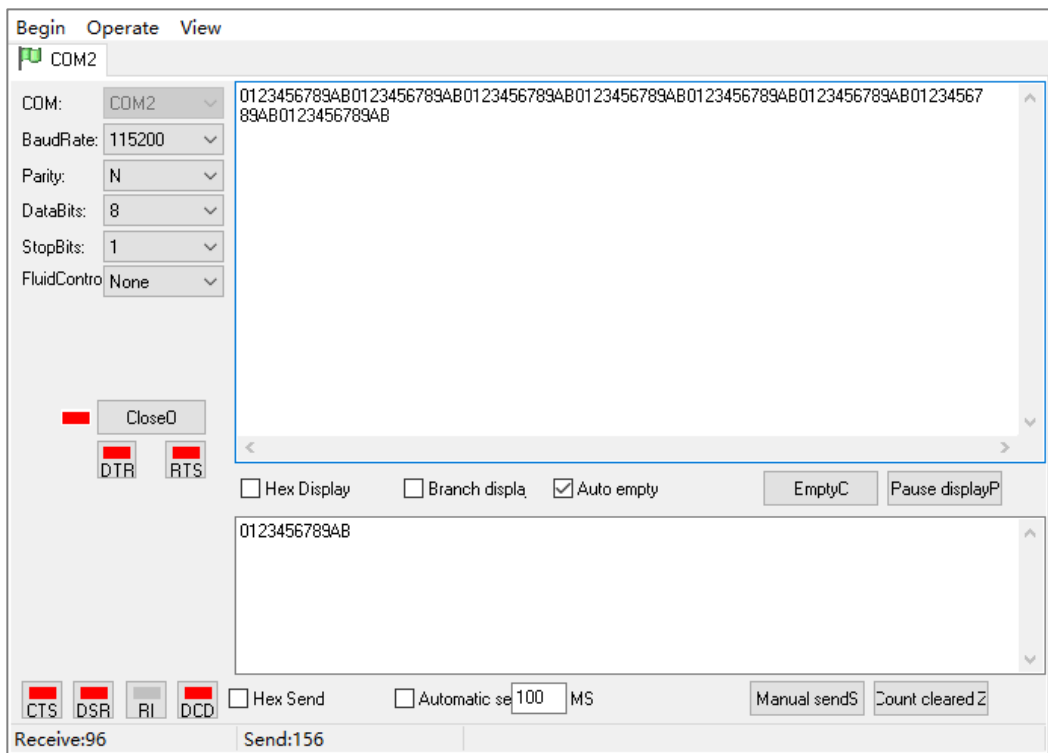 Begin Operate View
COM2
COM: COM2
BaudRate: 115200
Parity: N
DataBits: 8
StopBits: 1
FluidContro None
0123456789AB0123456789AB0123456789AB0123456789AB0123456789AB0123456789AB01234567
89AB0123456789AB
CloseO
DTR RTS
Hex Display Branch displa Auto empty EmptyC Pause displayP
0123456789AB
CTS DSR RI DCD Hex Send Automatic se 100 MS Manual sendS Count cleared Z
Receive:96 Send:156